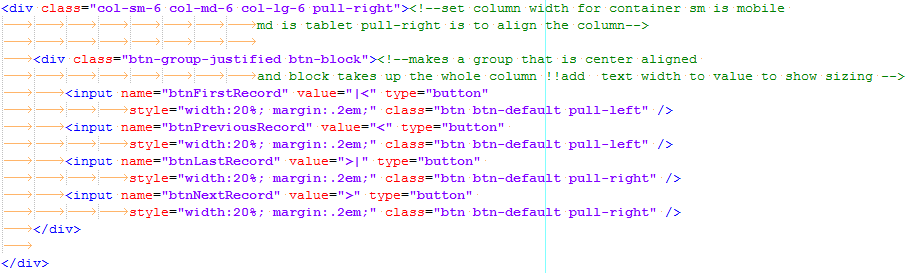 <div class="col-sm-6 col-md-6 col-lg-6 pull-right"><!--set column width for container sm is mobile
md is tablet pull-right is to align the column-->
<div class="btn-group-justified btn-block"><!--makes a group that is center aligned
and block takes up the whole column !!add  text width to value to show sizing -->
<input name="btnFirstRecord" value="|<" type="button"
style="width:20%; margin:.2em;" class="btn btn-default pull-left" />
<input name="btnPreviousRecord" value="<" type="button"
style="width:20%; margin:.2em;" class="btn btn-default pull-left" />
<input name="btnLastRecord" value=">|" type="button"
style="width:20%; margin:.2em;" class="btn btn-default pull-right" />
<input name="btnNextRecord" value=">" type="button"
style="width:20%; margin:.2em;" class="btn btn-default pull-right" />
</div>
</div>